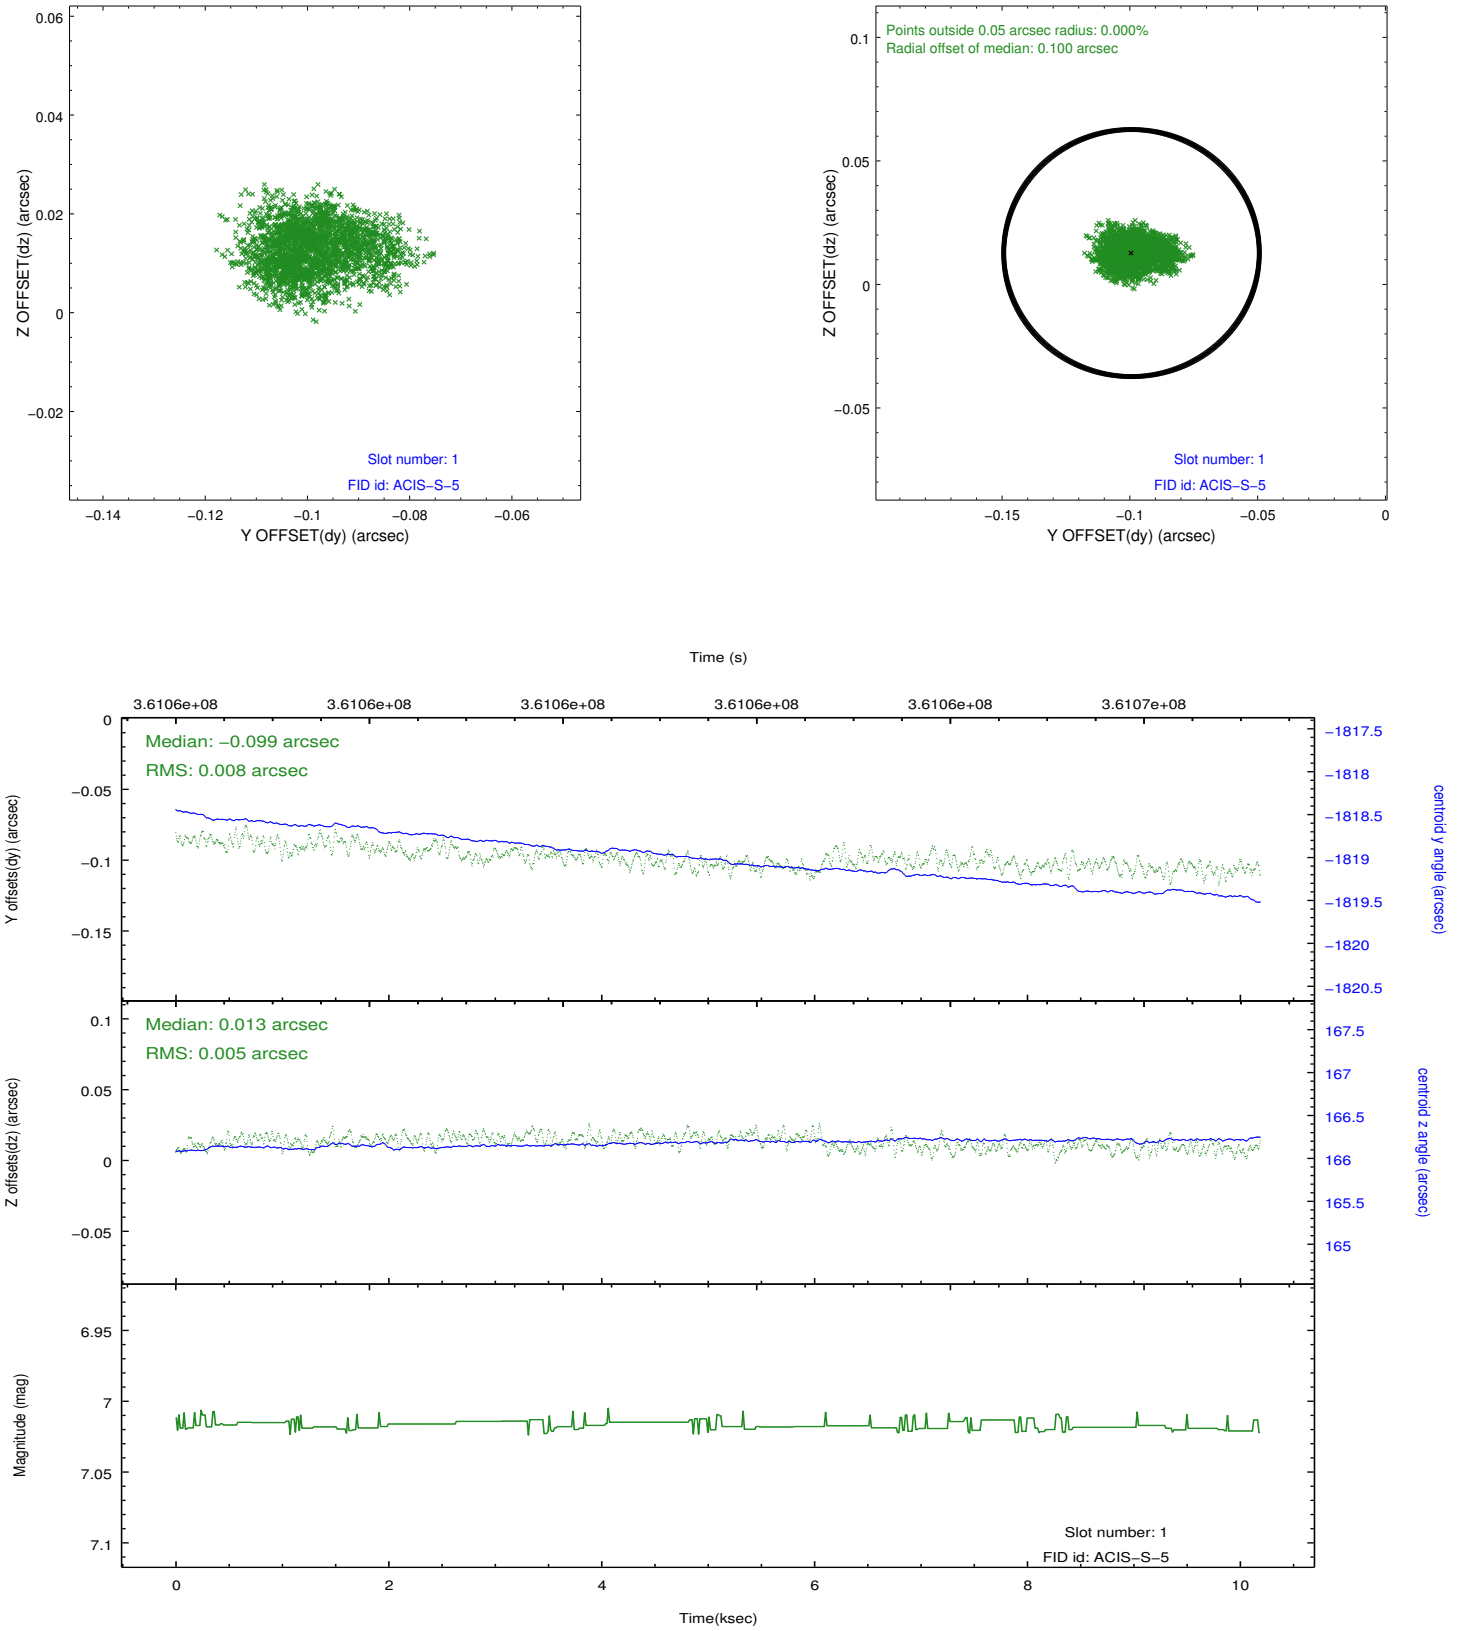 0.06
0.04
0.02
0
−0.02
Z OFFSET(dz) (arcsec)
Slot number: 1
FID id: ACIS−S−5
−0.14 −0.12 −0.1 −0.08 −0.06
Y OFFSET(dy) (arcsec)
Points outside 0.05 arcsec radius: 0.000%
Radial offset of median: 0.100 arcsec
0.1
0.05
0
−0.05
Z OFFSET(dz) (arcsec)
Slot number: 1
FID id: ACIS−S−5
−0.15 −0.1 −0.05 0
Y OFFSET(dy) (arcsec)
Time (s)
3.6106e+08 3.6106e+08 3.6106e+08 3.6106e+08 3.6106e+08 3.6107e+08
Median: −0.099 arcsec
RMS: 0.008 arcsec
0
−0.05
−0.1
−0.15
Y offsets(dy) (arcsec)
−1817.5
−1818
−1818.5
−1819
−1819.5
−1820
−1820.5
centroid y angle (arcsec)
Median: 0.013 arcsec
RMS: 0.005 arcsec
0.1
0.05
0
−0.05
Z offsets(dz) (arcsec)
167.5
167
166.5
166
165.5
165
centroid z angle (arcsec)
6.95
7
7.05
7.1
Magnitude (mag)
Slot number: 1
FID id: ACIS−S−5
0 2 4 6 8 10
Time(ksec)